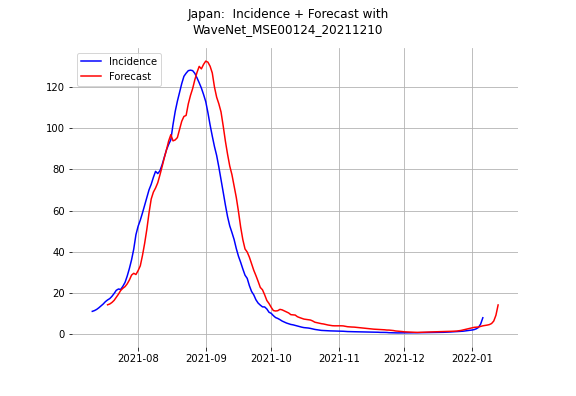 Japan:  Incidence + Forecast with
WaveNet_MSE00124_20211210
Incidence
Forecast
120
100
80
60
40
20
0
2021-08 2021-09 2021-10 2021-11 2021-12 2022-01